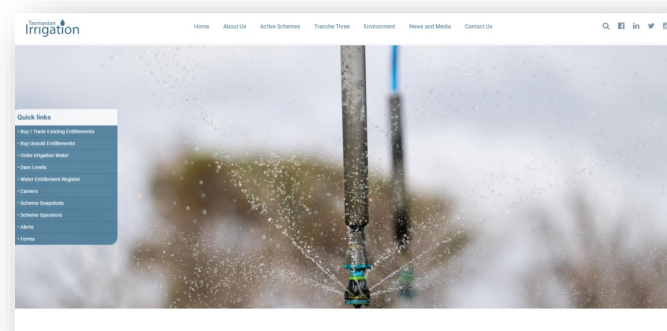 Tasmanian
Irrigation
Home About Us Active Schemes Tranche Three Environment News and Media Contact Us
Quick links
• Buy / Trade Existing Entitlements
• Buy Unsold Entitlements
• Order Irrigation Water
• Dam Levels
• Water Entitlement Register
• Careers
• Scheme Snapshots
• Scheme Operators
• Alerts
• Forms